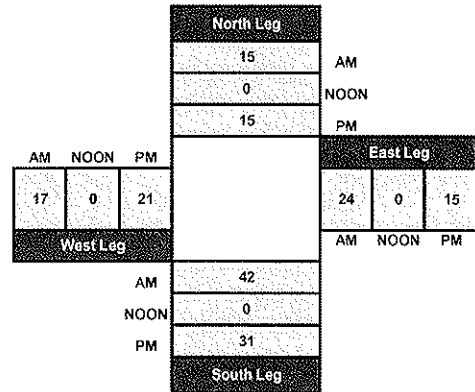 North Leg
15 AM
0 NOON
15 PM
AM NOON PM
East Leg
17 0 21
24 0 15
West Leg
AM NOON PM
AM 42
NOON 0
PM 31
South Leg